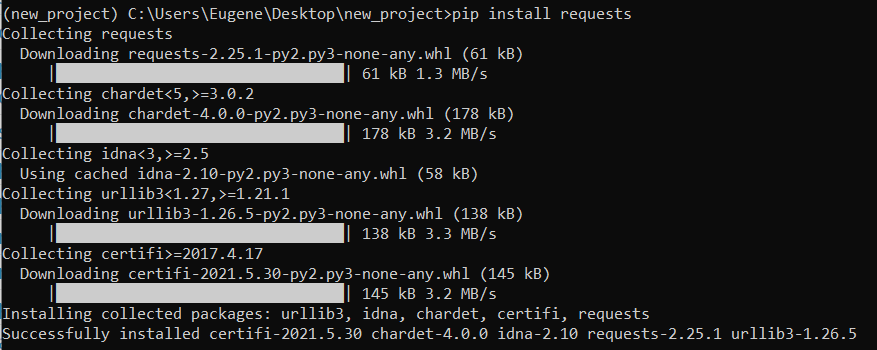 (new_project) C:\Users\Eugene\Desktop\new_project>pip install requests
Collecting requests
  Downloading requests-2.25.1-py2.py3-none-any.whl (61 kB)
     |████████████████████████████████| 61 kB 1.3 MB/s
Collecting chardet<5,>=3.0.2
  Downloading chardet-4.0.0-py2.py3-none-any.whl (178 kB)
     |████████████████████████████████| 178 kB 3.2 MB/s
Collecting idna<3,>=2.5
  Using cached idna-2.10-py2.py3-none-any.whl (58 kB)
Collecting urllib3<1.27,>=1.21.1
  Downloading urllib3-1.26.5-py2.py3-none-any.whl (138 kB)
     |████████████████████████████████| 138 kB 3.3 MB/s
Collecting certifi>=2017.4.17
  Downloading certifi-2021.5.30-py2.py3-none-any.whl (145 kB)
     |████████████████████████████████| 145 kB 3.2 MB/s
Installing collected packages: urllib3, idna, chardet, certifi, requests
Successfully installed certifi-2021.5.30 chardet-4.0.0 idna-2.10 requests-2.25.1 urllib3-1.26.5